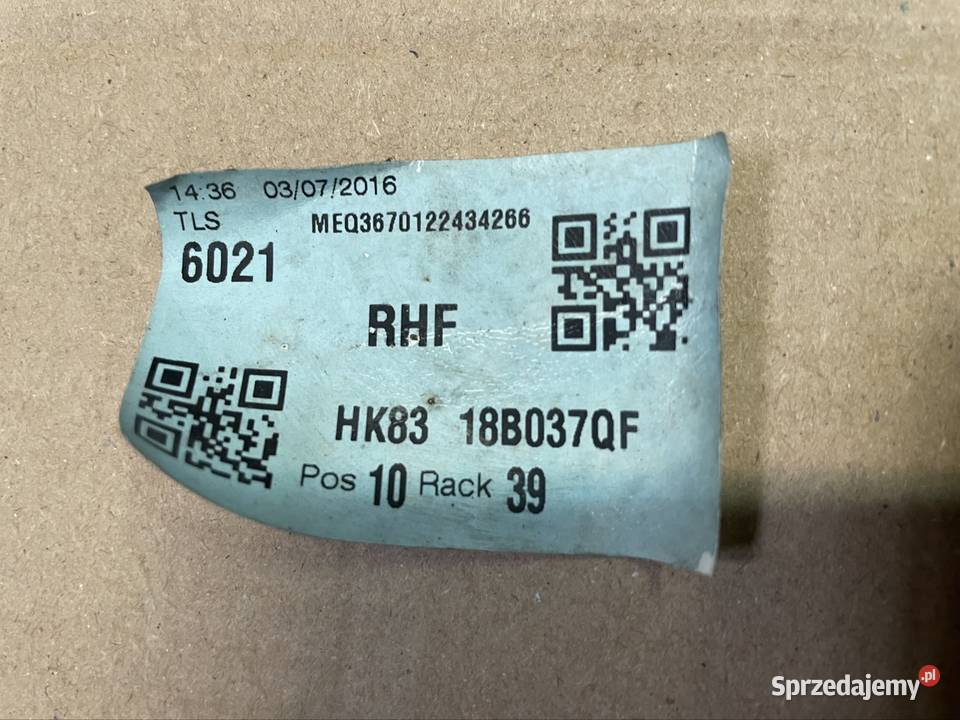 14:36 03/07/2016
TLS MEQ3670122434266
6021
RHF
HK83 18B037QF
Pos 10 Rack 39
Sprzedajemy.pl